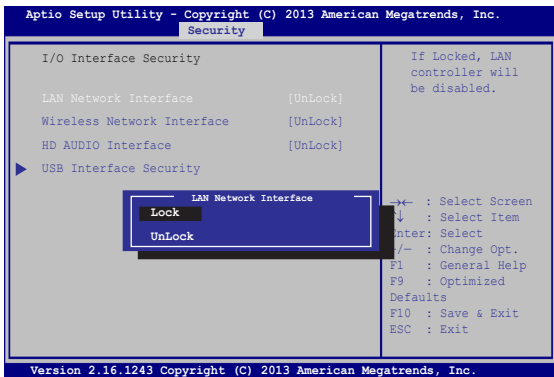 Aptio Setup Utility - Copyright (C) 2013 American Megatrends, Inc.
Security
I/O Interface Security
LAN Network Interface [UnLock]
Wireless Network Interface [UnLock]
HD AUDIO Interface [UnLock]
USB Interface Security
If Locked, LAN
controller will
be disabled.
LAN Network Interface
Lock
UnLock
→← : Select Screen
↑↓ : Select Item
Enter: Select
+/— : Change Opt.
F1 : General Help
F9 : Optimized
Defaults
F10 : Save & Exit
ESC : Exit
Version 2.16.1243 Copyright (C) 2013 American Megatrends, Inc.